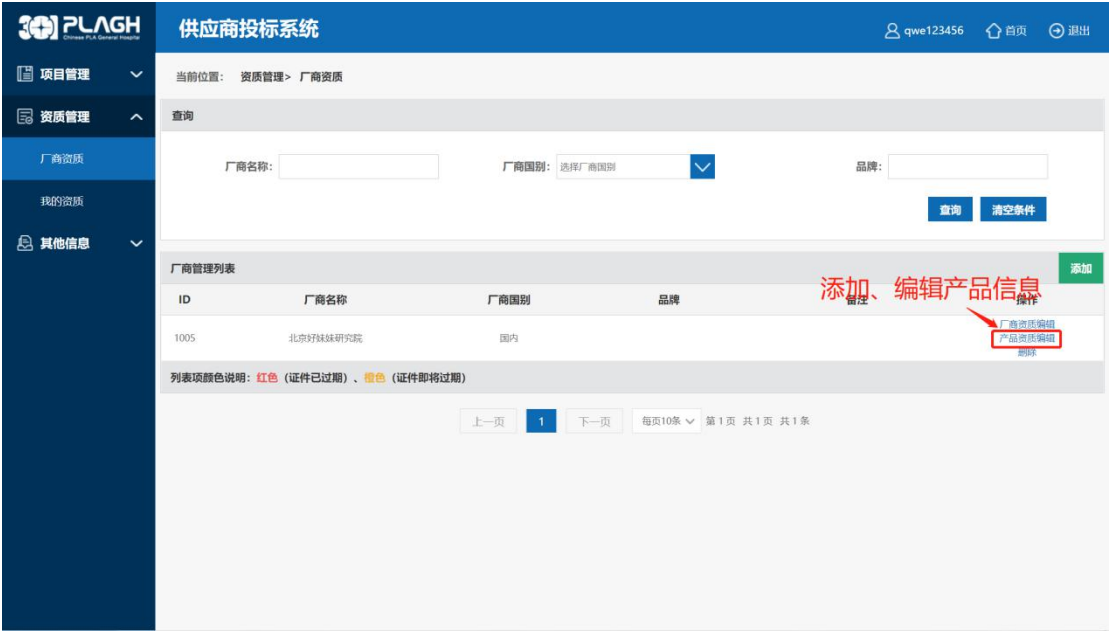 301 PLAGH
Chinese PLA General Hospital
供应商投标系统
qwe123456 首页 退出
项目管理
资质管理
厂商资质
我的资质
其他信息
当前位置： 资质管理> 厂商资质
查询
厂商名称: 厂商国别: 选择厂商国别 品牌:
查询 清空条件
厂商管理列表 添加
添加、编辑产品信息
ID 厂商名称 厂商国别 品牌 备注 操作
厂商资质编辑
1005 北京好妹妹研究院 国内 产品资质编辑
删除
列表项颜色说明: 红色 (证件已过期) 、橙色 (证件即将过期)
上一页 1 下一页 每页10条 第1页 共1页 共1条